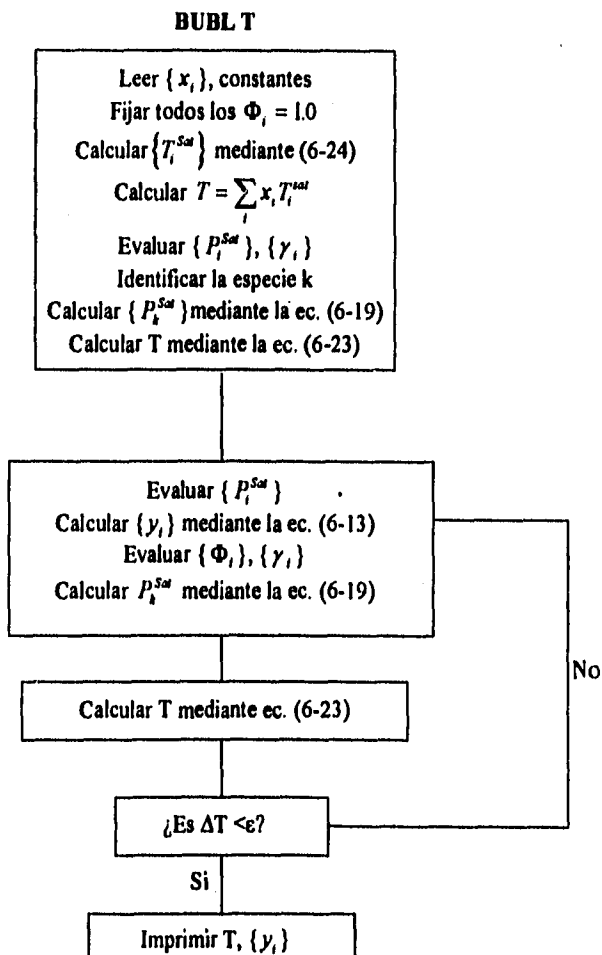 BUBL T
Leer { x_i }, constantes
Fijar todos los Φ_i = 1.0
Calcular {T_i^Sat} mediante (6-24)
Calcular T = ∑_i x_i T_i^sat
Evaluar { P_i^Sat }, { γ_i }
Identificar la especie k
Calcular { P_k^Sat } mediante la ec. (6-19)
Calcular T mediante la ec. (6-23)
Evaluar { P_i^Sat }
Calcular { y_i } mediante la ec. (6-13)
Evaluar { Φ_i }, { γ_i }
Calcular P_k^Sat mediante la ec. (6-19)
No
Calcular T mediante ec. (6-23)
¿Es ΔT <ε?
Si
Imprimir T, { y_i }